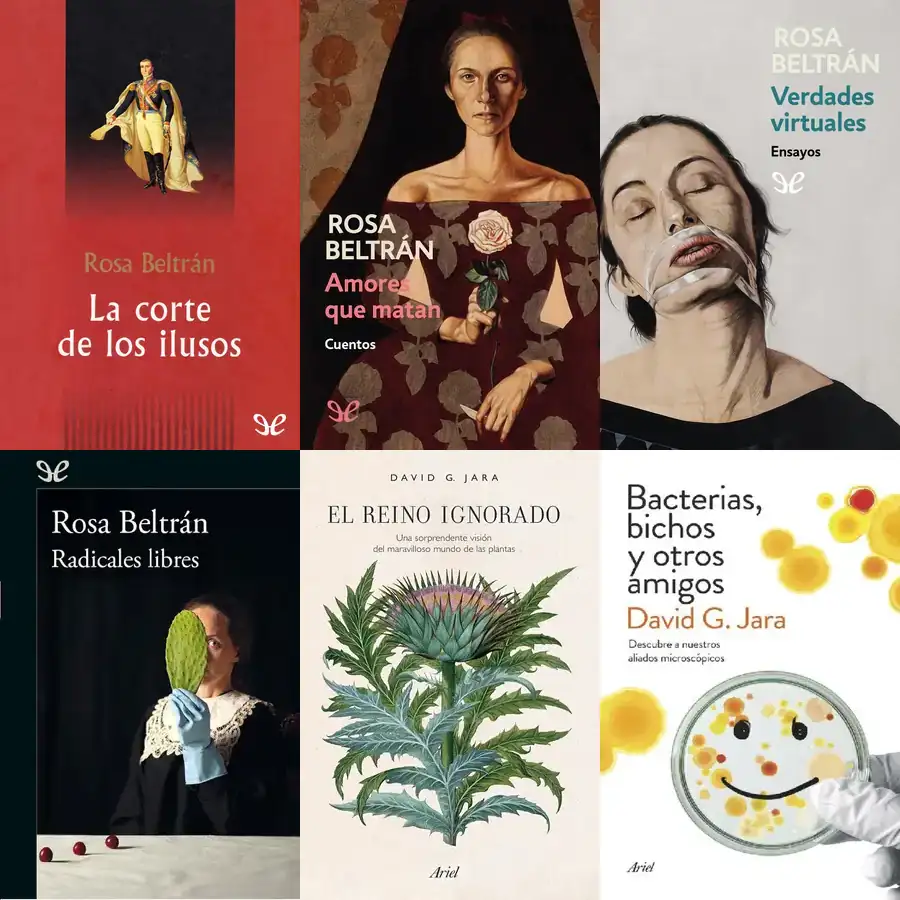 Rosa Beltrán
La corte
de los ilusos
ROSA
BELTRÁN
Amores
que matan
Cuentos
ROSA
BELTRÁN
Verdades
virtuales
Ensayos
Rosa Beltrán
Radicales libres
DAVID G. JARA
EL REINO IGNORADO
Una sorprendente visión
del maravilloso mundo de las plantas
Ariel
Bacterias,
bichos
y otros
amigos
David G. Jara
Descubre a nuestros
aliados microscópicos
Ariel